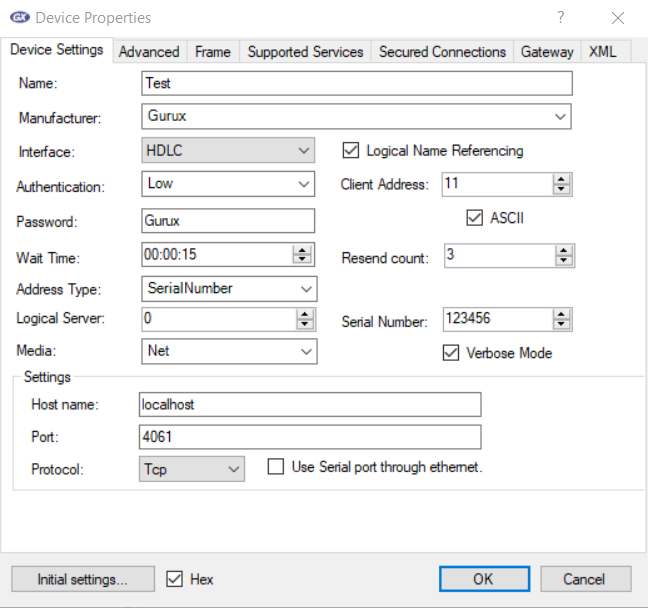 GX Device Properties ?
Device Settings Advanced Frame Supported Services Secured Connections Gateway XML
Name: Test
Manufacturer: Gurux
Interface: HDLC Logical Name Referencing
Authentication: Low Client Address: 11
Password: Gurux ASCII
Wait Time: 00:00:15 Resend count: 3
Address Type: SerialNumber
Logical Server: 0 Serial Number: 123456
Media: Net Verbose Mode
Settings
Host name: localhost
Port: 4061
Protocol: Tcp Use Serial port through ethernet.
Initial settings... Hex OK Cancel